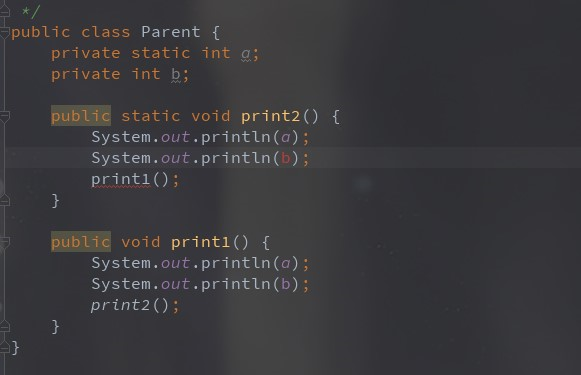 */
public class Parent {
    private static int a;
    private int b;

    public static void print2() {
        System.out.println(a);
        System.out.println(b);
        print1();
    }

    public void print1() {
        System.out.println(a);
        System.out.println(b);
        print2();
    }
}